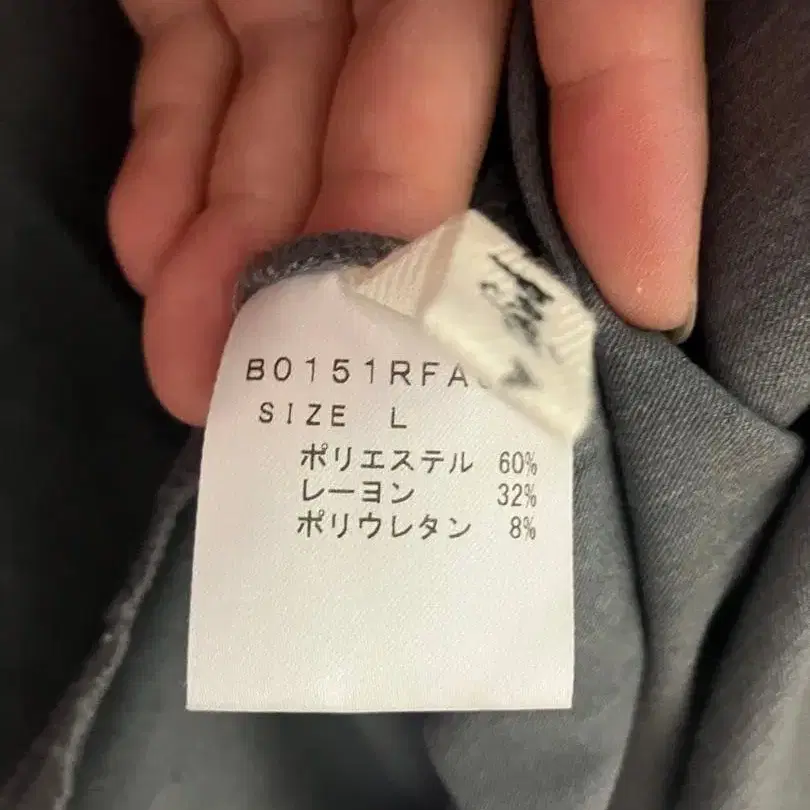 B0151RFA
SIZE L
ポリエステル 60%
レーヨン 32%
ポリウレタン 8%